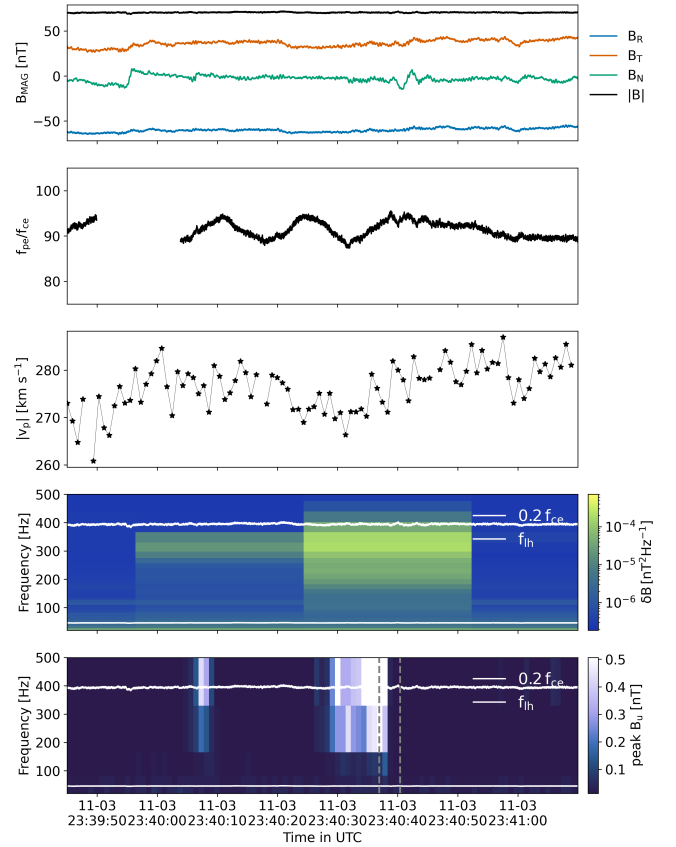 50
0
−50
B_MAG [nT]
B_R
B_T
B_N
|B|
100
90
80
f_pe/f_ce
280
270
260
|v_p| [km s⁻¹]
500
400
300
200
100
Frequency [Hz]
0.2 f_ce
f_lh
10⁻⁴
10⁻⁵
10⁻⁶
δB [nT²Hz⁻¹]
500
400
300
200
100
Frequency [Hz]
0.2 f_ce
f_lh
0.5
0.4
0.3
0.2
0.1
peak B_u [nT]
11-03 11-03 11-03 11-03 11-03 11-03 11-03 11-03
23:39:50 23:40:00 23:40:10 23:40:20 23:40:30 23:40:40 23:40:50 23:41:00
Time in UTC